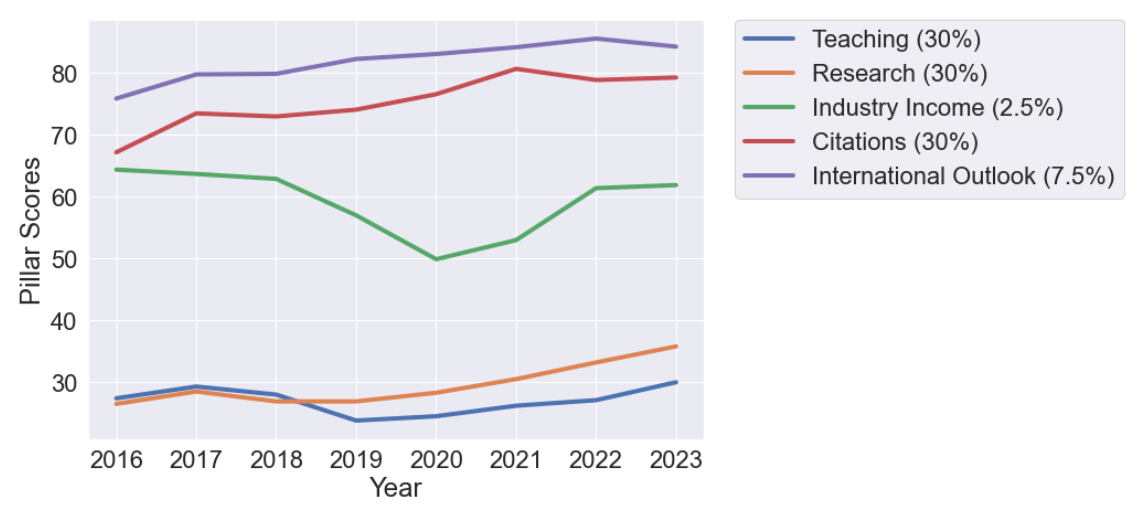 Teaching (30%)
Research (30%)
Industry Income (2.5%)
Citations (30%)
International Outlook (7.5%)
Pillar Scores
80
70
60
50
40
30
2016 2017 2018 2019 2020 2021 2022 2023
Year